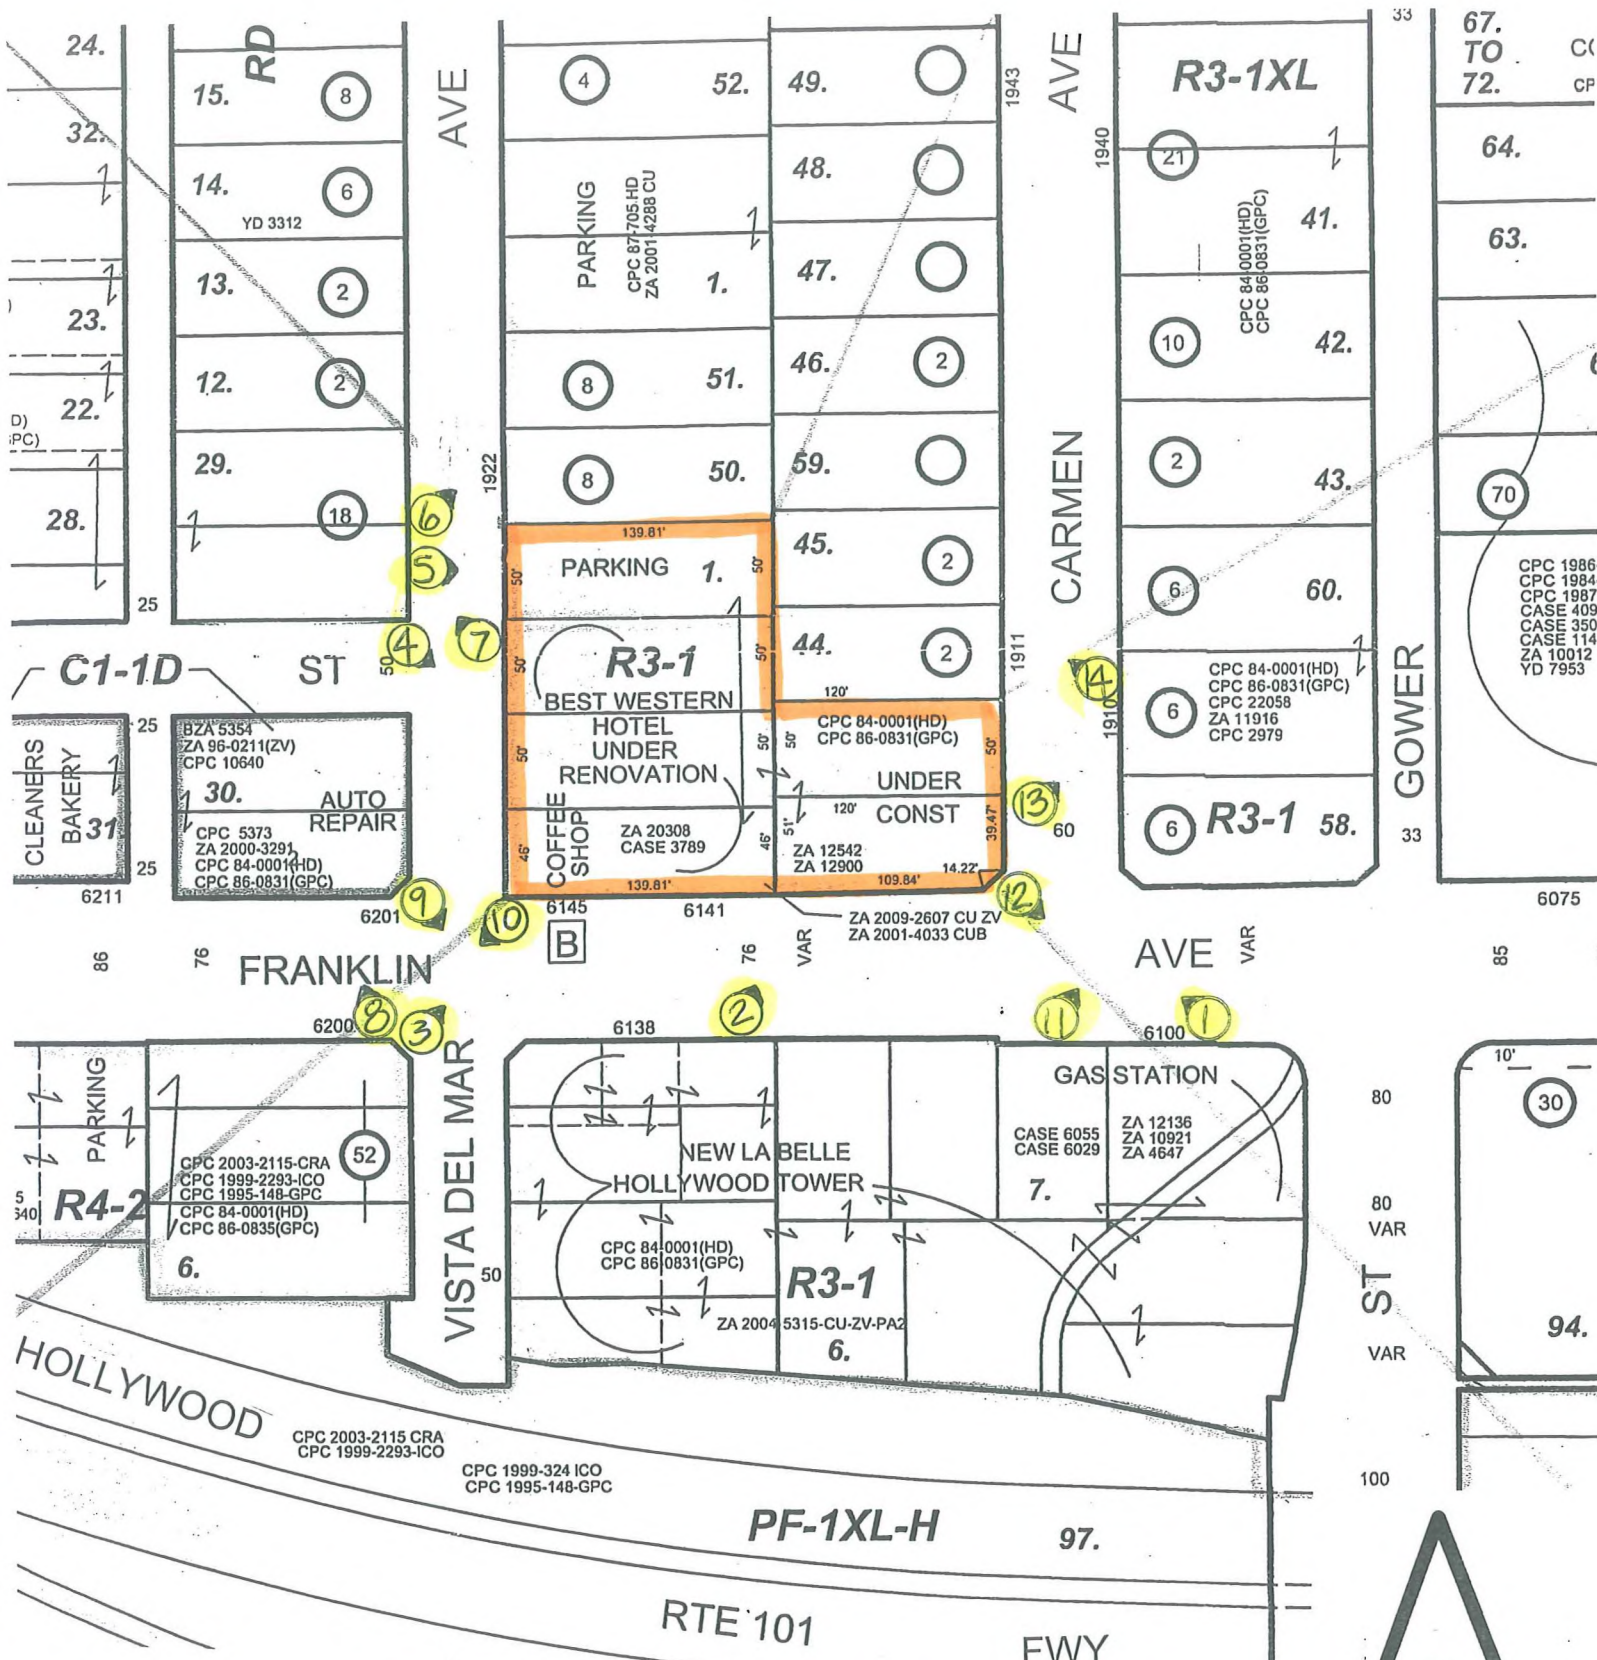 24.
15.
RD
8
AVE
4
52.
49.
1943
AVE
R3-1XL
33
67.
TO
72.
32.
14.
6
YD 3312
PARKING
CPC 87-705.HD
ZA 2001-4288 CU
48.
1940
21
64.
41.
CPC 84-0001(HD)
CPC 86-0831(GPC)
63.
13.
2
23.
1.
47.
10
42.
12.
2
22.
8
51.
46.
2
29.
1922
8
50.
59.
CARMEN
2
43.
70
28.
18
6
139.81'
PARKING
1.
50'
50'
45.
2
5
25
6
60.
CPC 1986
CPC 1984
CPC 1987
CASE 409
CASE 350
CASE 114
ZA 10012
YD 7953
C1-1D
ST
50
4
7
50'
50'
R3-1
BEST WESTERN
HOTEL
UNDER
RENOVATION
44.
2
1911
120'
14
1910
6
CPC 84-0001(HD)
CPC 86-0831(GPC)
CPC 22058
ZA 11916
CPC 2979
GOWER
25
BZA 5354
ZA 96-0211(ZV)
CPC 10640
30.
AUTO
REPAIR
CPC 5373
ZA 2000-3291
CPC 84-0001(HD)
CPC 86-0831(GPC)
CLEANERS
BAKERY
31
25
50'
50'
50'
50'
CPC 84-0001(HD)
CPC 86-0831(GPC)
UNDER
CONST
120'
13
60
6
R3-1
58.
33
COFFEE
SHOP
ZA 20308
CASE 3789
46'
46'
51'
39.47'
ZA 12542
ZA 12900
14.22'
139.81'
109.84'
6211
6201
9
10
6145
6141
12
6075
B
ZA 2009-2607 CU ZV
ZA 2001-4033 CUB
86
76
FRANKLIN
76
VAR
AVE
VAR
85
6200
8
3
6138
2
11
6100
1
PARKING
VISTA DEL MAR
GAS STATION
80
10'
30
52
CPC 2003-2115-CRA
CPC 1999-2293-ICO
CPC 1995-148-GPC
CPC 84-0001(HD)
CPC 86-0835(GPC)
R4-2
6.
NEW LA BELLE
HOLLYWOOD TOWER
CASE 6055
CASE 6029
ZA 12136
ZA 10921
ZA 4647
7.
80
VAR
50
CPC 84-0001(HD)
CPC 86-0831(GPC)
R3-1
ZA 2004-5315-CU-ZV-PA2
6.
ST
VAR
94.
HOLLYWOOD
CPC 2003-2115 CRA
CPC 1999-2293-ICO
CPC 1999-324 ICO
CPC 1995-148-GPC
100
PF-1XL-H
97.
RTE 101
FWY